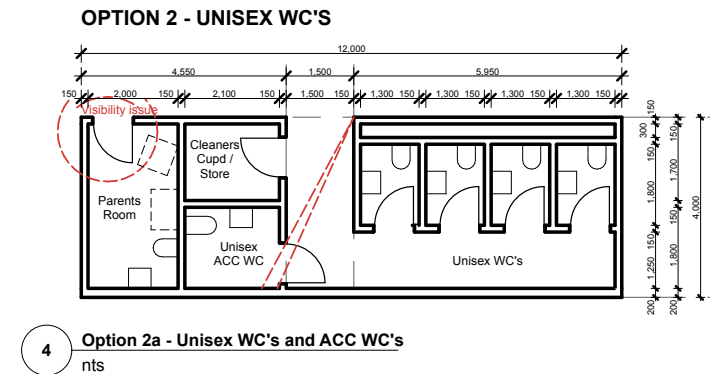 OPTION 2 - UNISEX WC'S
12,000
4,550 1,500 5,950
150 2,000 150 2,100 150 1,500 150 1,300 150 1,300 150 1,300 150 1,300 150
Visibility issue
Cleaners
Cupd /
Store
Parents
Room
Unisex
ACC WC
Unisex WC's
150
300
150
1,800
150
1,250
200
150
1,700
150
1,800
200
4,000
4
Option 2a - Unisex WC's and ACC WC's
nts